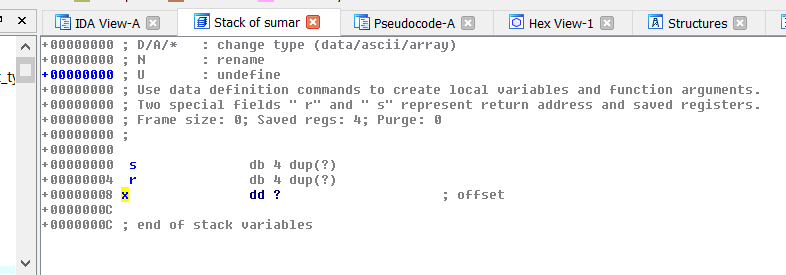 IDA View-A Stack of sumar Pseudocode-A Hex View-1 Structures
+00000000 ; D/A/*   : change type (data/ascii/array)
+00000000 ; N       : rename
+00000000 ; U       : undefine
+00000000 ; Use data definition commands to create local variables and function arguments.
+00000000 ; Two special fields " r" and " s" represent return address and saved registers.
+00000000 ; Frame size: 0; Saved regs: 4; Purge: 0
+00000000 ;
+00000000
+00000000  s              db 4 dup(?)
+00000004  r              db 4 dup(?)
+00000008 x               dd ?                    ; offset
+0000000C
+0000000C ; end of stack variables